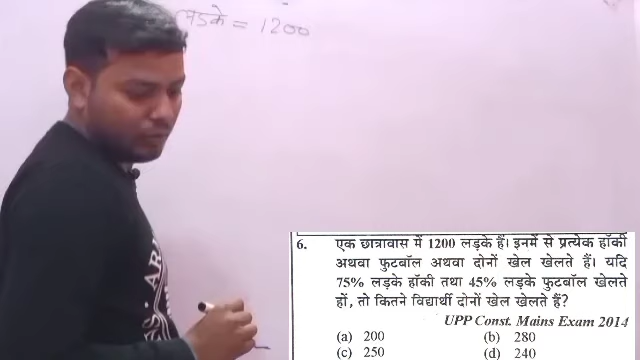 लड़के = 1200
6. एक छात्रावास में 1200 लड़के हैं। इनमें से प्रत्येक हॉकी
अथवा फुटबॉल अथवा दोनों खेल खेलते हैं। यदि
75% लड़के हॉकी तथा 45% लड़के फुटबॉल खेलते
हों, तो कितने विद्यार्थी दोनों खेल खेलते हैं?
UPP Const. Mains Exam 2014
(a) 200 (b) 280
(c) 250 (d) 240